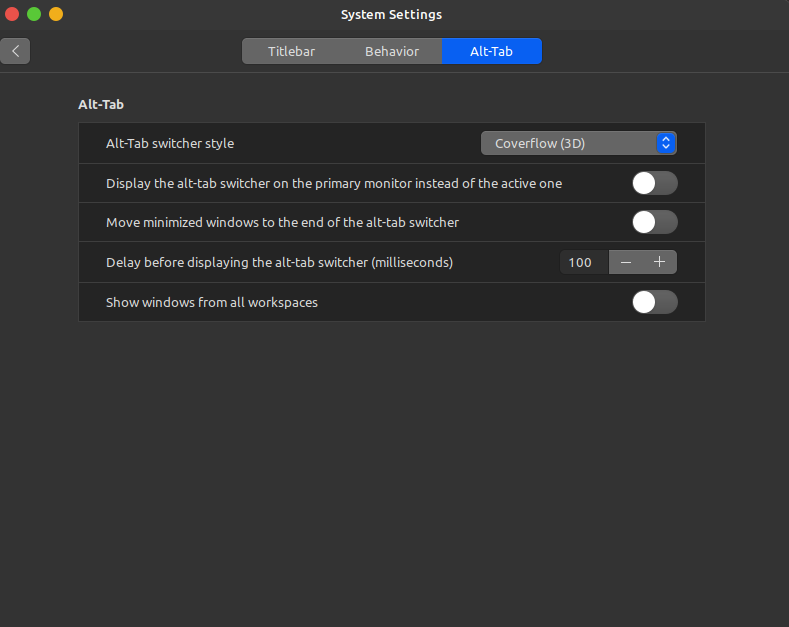 System Settings
Titlebar Behavior Alt-Tab
Alt-Tab
Alt-Tab switcher style Coverflow (3D)
Display the alt-tab switcher on the primary monitor instead of the active one
Move minimized windows to the end of the alt-tab switcher
Delay before displaying the alt-tab switcher (milliseconds) 100
Show windows from all workspaces